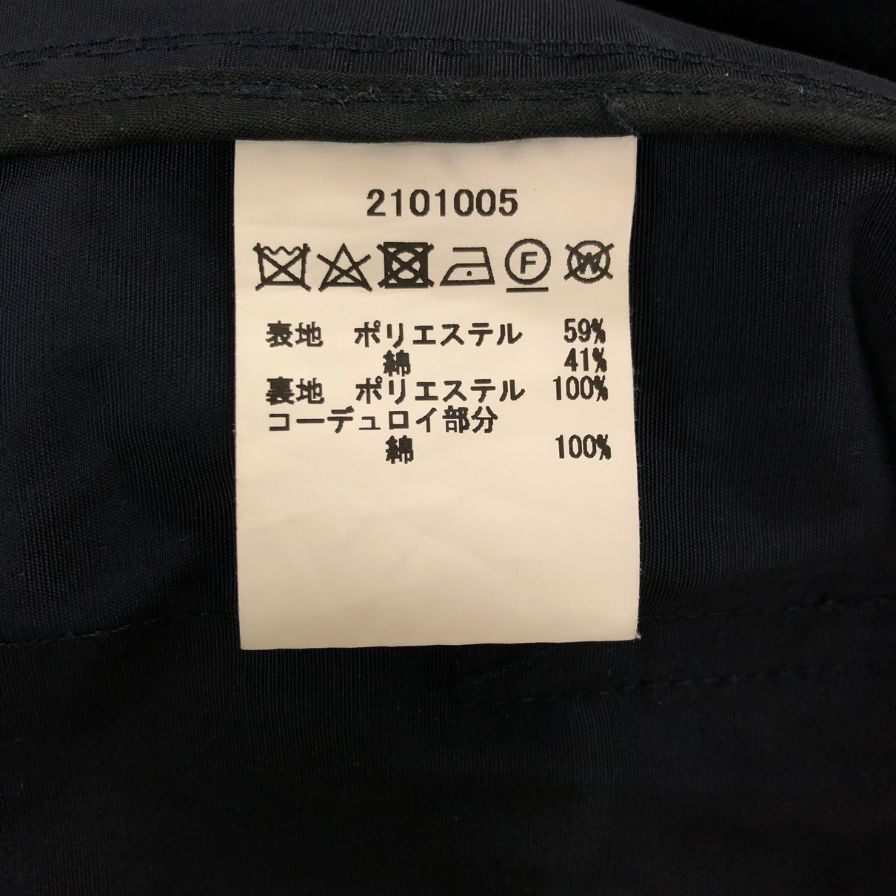 2101005
F W
表地 ポリエステル 59%
綿 41%
裏地 ポリエステル 100%
コーデュロイ部分
綿 100%